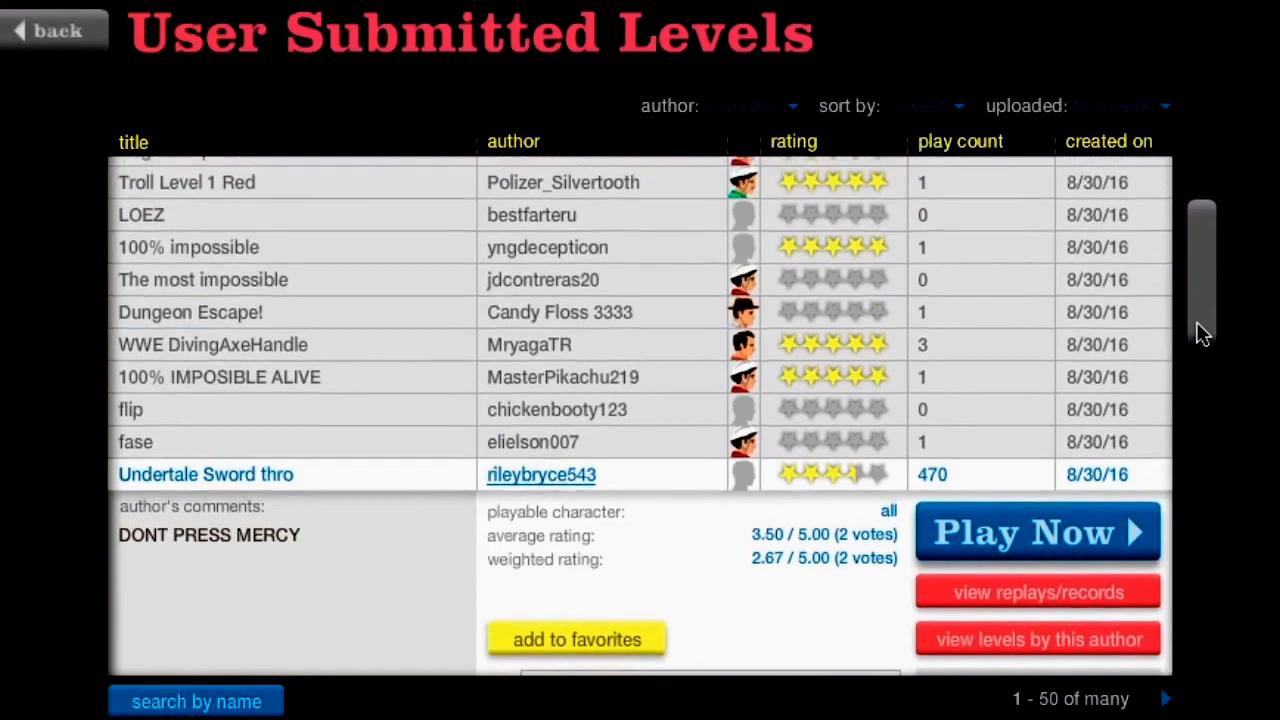 back
User Submitted Levels
author: sort by: uploaded: this week
title author rating play count created on
Troll Level 1 Red Polizer_Silvertooth 1 8/30/16
LOEZ bestfarteru 0 8/30/16
100% impossible yngdecepticon 1 8/30/16
The most impossible jdcontreras20 0 8/30/16
Dungeon Escape! Candy Floss 3333 1 8/30/16
WWE DivingAxeHandle MryagaTR 3 8/30/16
100% IMPOSIBLE ALIVE MasterPikachu219 1 8/30/16
flip chickenbooty123 0 8/30/16
fase elielson007 1 8/30/16
Undertale Sword thro rileybryce543 470 8/30/16
author's comments:
DONT PRESS MERCY
playable character: all
average rating: 3.50 / 5.00 (2 votes)
weighted rating: 2.67 / 5.00 (2 votes)
add to favorites
Play Now
view replays/records
view levels by this author
search by name
1 - 50 of many